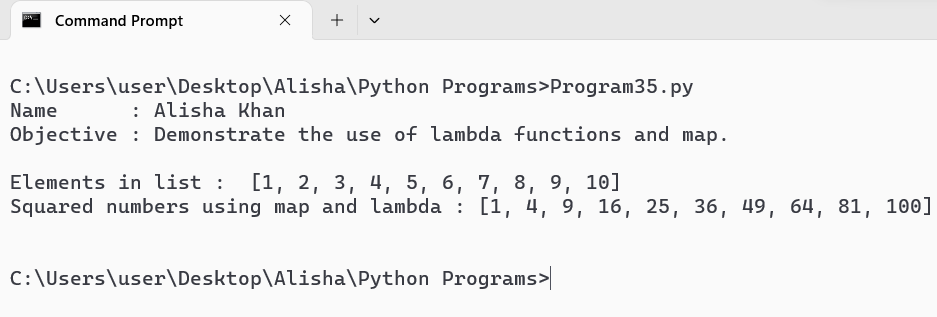 Command Prompt
C:\Users\user\Desktop\Alisha\Python Programs>Program35.py
Name      : Alisha Khan
Objective : Demonstrate the use of lambda functions and map.
Elements in list :  [1, 2, 3, 4, 5, 6, 7, 8, 9, 10]
Squared numbers using map and lambda : [1, 4, 9, 16, 25, 36, 49, 64, 81, 100]
C:\Users\user\Desktop\Alisha\Python Programs>